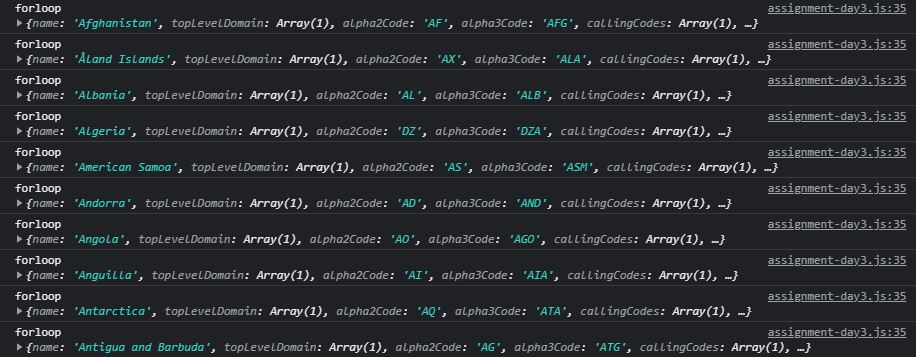 forloop assignment-day3.js:35
▶{name: 'Afghanistan', topLevelDomain: Array(1), alpha2Code: 'AF', alpha3Code: 'AFG', callingCodes: Array(1), …}
forloop assignment-day3.js:35
▶{name: 'Åland Islands', topLevelDomain: Array(1), alpha2Code: 'AX', alpha3Code: 'ALA', callingCodes: Array(1), …}
forloop assignment-day3.js:35
▶{name: 'Albania', topLevelDomain: Array(1), alpha2Code: 'AL', alpha3Code: 'ALB', callingCodes: Array(1), …}
forloop assignment-day3.js:35
▶{name: 'Algeria', topLevelDomain: Array(1), alpha2Code: 'DZ', alpha3Code: 'DZA', callingCodes: Array(1), …}
forloop assignment-day3.js:35
▶{name: 'American Samoa', topLevelDomain: Array(1), alpha2Code: 'AS', alpha3Code: 'ASM', callingCodes: Array(1), …}
forloop assignment-day3.js:35
▶{name: 'Andorra', topLevelDomain: Array(1), alpha2Code: 'AD', alpha3Code: 'AND', callingCodes: Array(1), …}
forloop assignment-day3.js:35
▶{name: 'Angola', topLevelDomain: Array(1), alpha2Code: 'AO', alpha3Code: 'AGO', callingCodes: Array(1), …}
forloop assignment-day3.js:35
▶{name: 'Anguilla', topLevelDomain: Array(1), alpha2Code: 'AI', alpha3Code: 'AIA', callingCodes: Array(1), …}
forloop assignment-day3.js:35
▶{name: 'Antarctica', topLevelDomain: Array(1), alpha2Code: 'AQ', alpha3Code: 'ATA', callingCodes: Array(1), …}
forloop assignment-day3.js:35
▶{name: 'Antigua and Barbuda', topLevelDomain: Array(1), alpha2Code: 'AG', alpha3Code: 'ATG', callingCodes: Array(1), …}